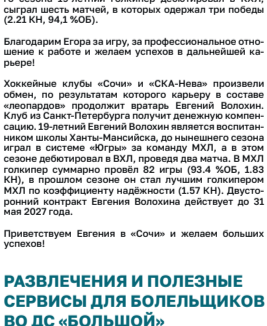 сыграл шесть матчей, в которых одержал три победы
(2.21 КН, 94,1 %ОБ).
Благодарим Егора за игру, за профессиональное отно-
шение к работе и желаем успехов в дальнейшей ка-
рьере!
Хоккейные клубы «Сочи» и «СКА-Нева» произвели
обмен, по результатам которого карьеру в составе
«леопардов» продолжит вратарь Евгений Волохин.
Клуб из Санкт-Петербурга получит денежную компен-
сацию. 19-летний Евгений Волохин является воспитан-
ником школы Ханты-Мансийска, до нынешнего сезона
играл в системе «Югры» за команду МХЛ, а в этом
сезоне дебютировал в ВХЛ, проведя два матча. В МХЛ
голкипер суммарно провёл 82 игры (93.4 %ОБ, 1.83
КН), в прошлом сезоне он стал лучшим голкипером
МХЛ по коэффициенту надёжности (1.57 КН). Двусто-
ронний контракт Евгения Волохина действует до 31
мая 2027 года.
Приветствуем Евгения в «Сочи» и желаем больших
успехов!
РАЗВЛЕЧЕНИЯ И ПОЛЕЗНЫЕ
СЕРВИСЫ ДЛЯ БОЛЕЛЬЩИКОВ
ВО ДС «БОЛЬШОЙ»